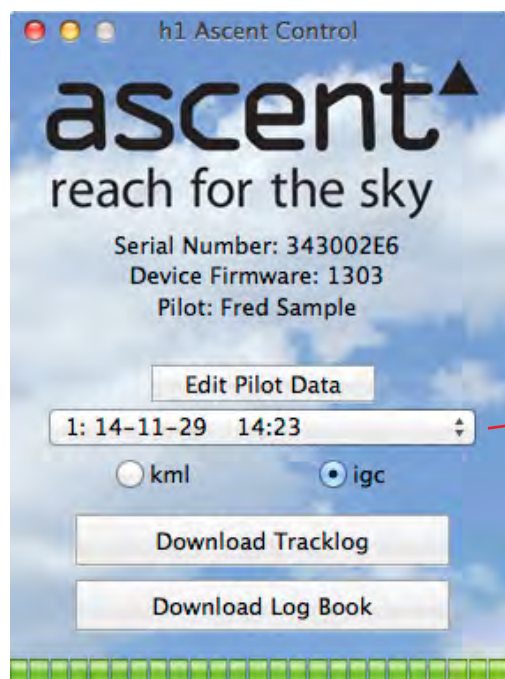 h1 Ascent Control
ascent
reach for the sky
Serial Number: 343002E6
Device Firmware: 1303
Pilot: Fred Sample
Edit Pilot Data
1: 14-11-29 14:23
kml igc
Download Tracklog
Download Log Book